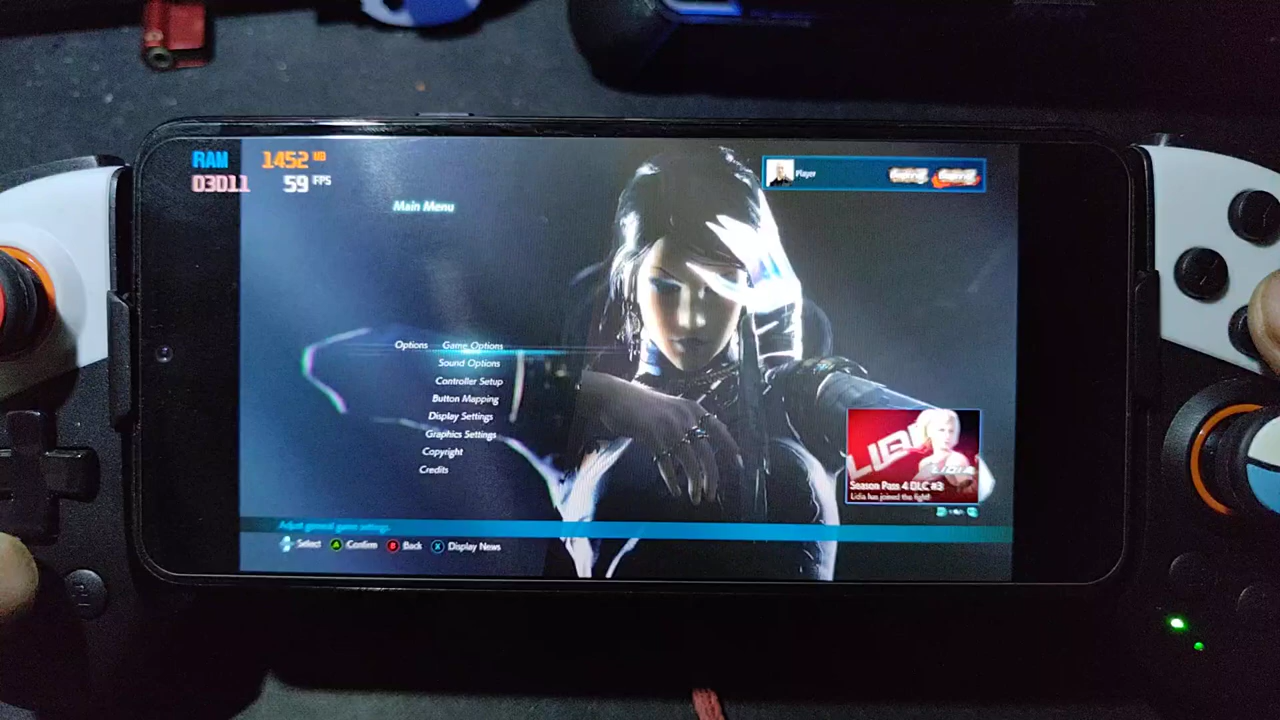 RAM 1452 MB
D3D11 59 FPS
Player
Main Menu
Options Game Options
Sound Options
Controller Setup
Button Mapping
Display Settings
Graphics Settings
Copyright
Credits
LIDIA
Season Pass 4 DLC #3
Lidia has joined the fight!
Adjust general game settings.
Select A Confirm B Back X Display News